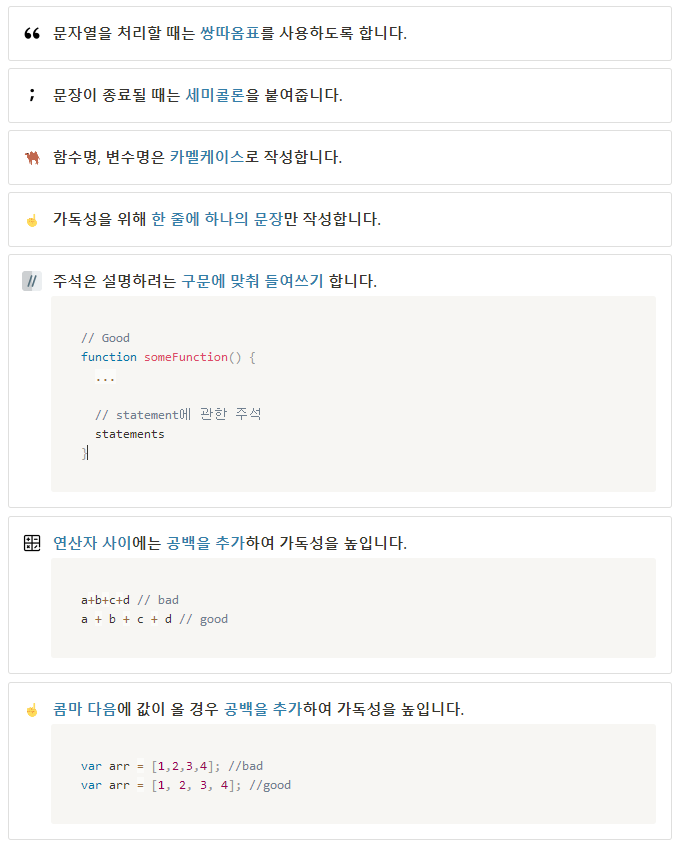 문자열을 처리할 때는 쌍따옴표를 사용하도록 합니다.
; 문장이 종료될 때는 세미콜론을 붙여줍니다.
함수명, 변수명은 카멜케이스로 작성합니다.
가독성을 위해 한 줄에 하나의 문장만 작성합니다.
// 주석은 설명하려는 구문에 맞춰 들여쓰기 합니다.
// Good
function someFunction() {
...
// statement에 관한 주석
statements
}
연산자 사이에는 공백을 추가하여 가독성을 높입니다.
a+b+c+d // bad
a + b + c + d // good
콤마 다음에 값이 올 경우 공백을 추가하여 가독성을 높입니다.
var arr = [1,2,3,4]; //bad
var arr = [1, 2, 3, 4]; //good